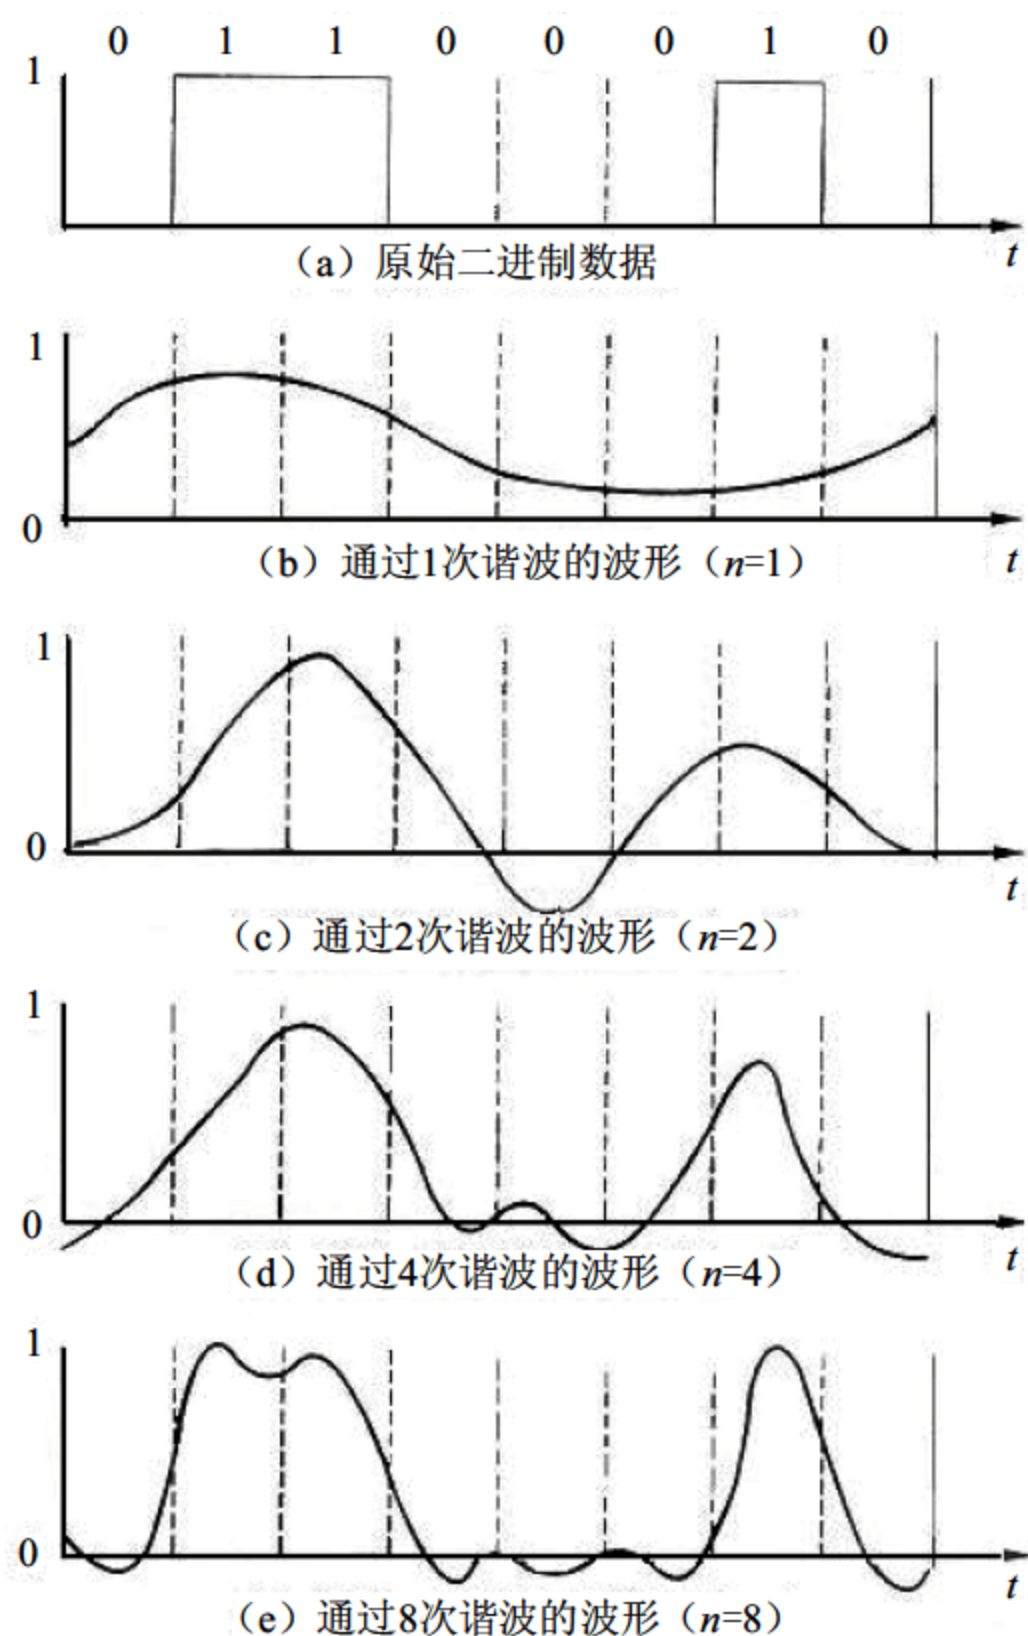 0 1 1 0 0 0 1 0
1
t
（a）原始二进制数据
1
0
t
（b）通过1次谐波的波形（n=1）
1
0
t
（c）通过2次谐波的波形（n=2）
1
0
t
（d）通过4次谐波的波形（n=4）
1
0
t
（e）通过8次谐波的波形（n=8）